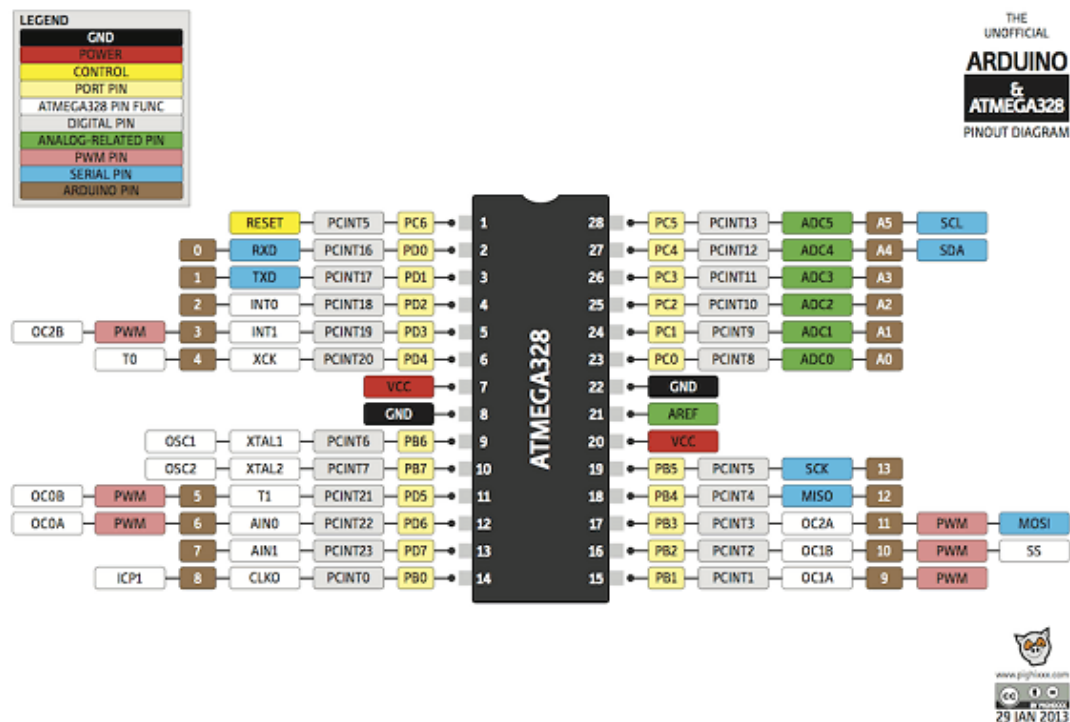 LEGEND
GND
POWER
CONTROL
PORT PIN
ATMEGA328 PIN FUNC
DIGITAL PIN
ANALOG-RELATED PIN
PWM PIN
SERIAL PIN
ARDUINO PIN
THE
UNOFFICIAL
ARDUINO
&
ATMEGA328
PINOUT DIAGRAM
RESET PCINT5 PC6 1 28 PC5 PCINT13 ADC5 A5 SCL
0 RXD PCINT16 PD0 2 27 PC4 PCINT12 ADC4 A4 SDA
1 TXD PCINT17 PD1 3 26 PC3 PCINT11 ADC3 A3
2 INT0 PCINT18 PD2 4 25 PC2 PCINT10 ADC2 A2
OC2B PWM 3 INT1 PCINT19 PD3 5 24 PC1 PCINT9 ADC1 A1
T0 4 XCK PCINT20 PD4 6 23 PC0 PCINT8 ADC0 A0
VCC 7 22 GND
GND 8 21 AREF
OSC1 XTAL1 PCINT6 PB6 9 20 VCC
OSC2 XTAL2 PCINT7 PB7 10 19 PB5 PCINT5 SCK 13
OC0B PWM 5 T1 PCINT21 PD5 11 18 PB4 PCINT4 MISO 12
OC0A PWM 6 AIN0 PCINT22 PD6 12 17 PB3 PCINT3 OC2A 11 PWM MOSI
7 AIN1 PCINT23 PD7 13 16 PB2 PCINT2 OC1B 10 PWM SS
ICP1 8 CLKO PCINT0 PB0 14 15 PB1 PCINT1 OC1A 9 PWM
ATMEGA328
www.pighixxx.com
cc
BY PIGHIXXX
29 JAN 2013